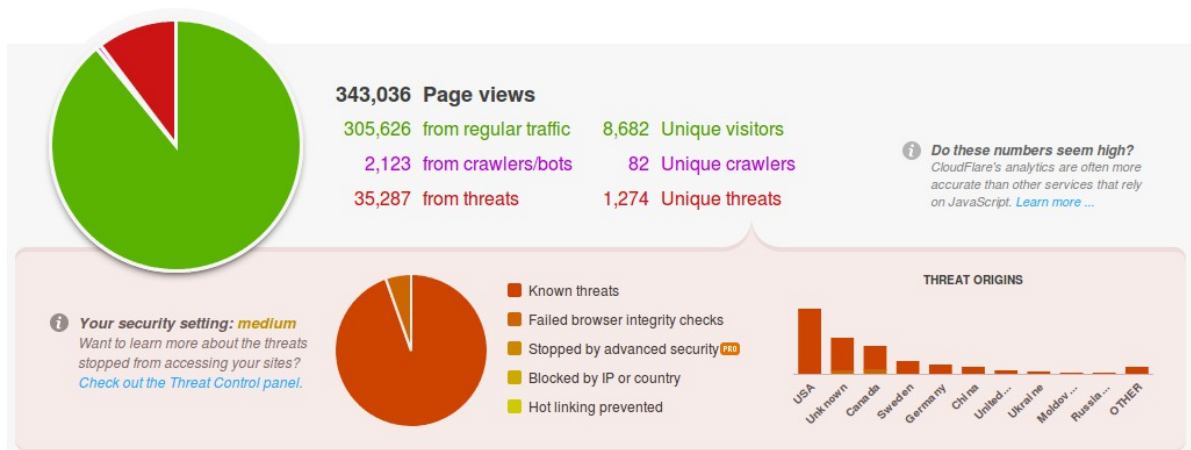 343,036 Page views
305,626 from regular traffic 8,682 Unique visitors
2,123 from crawlers/bots 82 Unique crawlers
35,287 from threats 1,274 Unique threats
Do these numbers seem high?
CloudFlare's analytics are often more
accurate than other services that rely
on JavaScript. Learn more ...
Your security setting: medium
Want to learn more about the threats
stopped from accessing your sites?
Check out the Threat Control panel.
Known threats
Failed browser integrity checks
Stopped by advanced security PRO
Blocked by IP or country
Hot linking prevented
THREAT ORIGINS
USA
Unknown
Canada
Sweden
Germany
China
United...
Ukraine
Moldov...
Russia...
OTHER